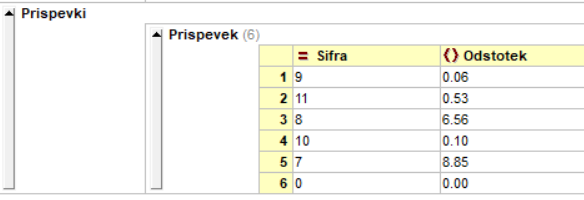 Prispevki
Prispevek (6)
= Sifra {} Odstotek
1 9 0.06
2 11 0.53
3 8 6.56
4 10 0.10
5 7 8.85
6 0 0.00